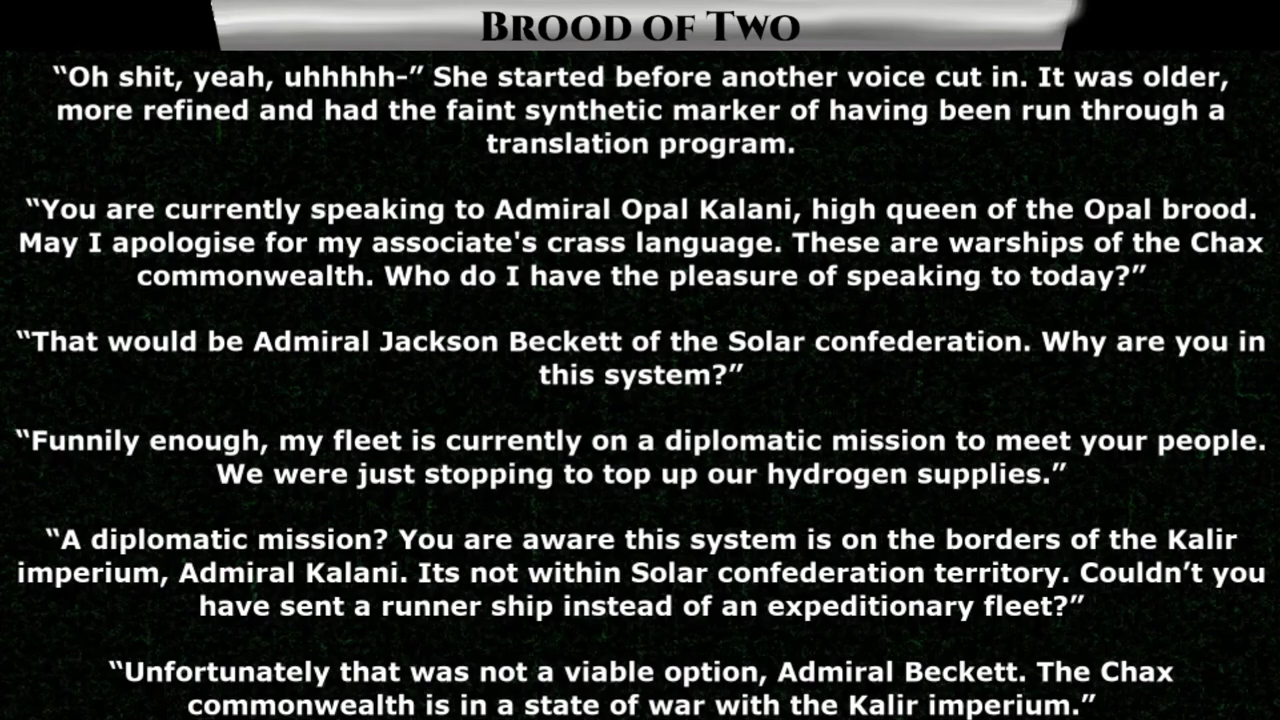 Brood of Two
“Oh shit, yeah, uhhhhh-” She started before another voice cut in. It was older,
more refined and had the faint synthetic marker of having been run through a
translation program.
“You are currently speaking to Admiral Opal Kalani, high queen of the Opal brood.
May I apologise for my associate's crass language. These are warships of the Chax
commonwealth. Who do I have the pleasure of speaking to today?”
“That would be Admiral Jackson Beckett of the Solar confederation. Why are you in
this system?”
“Funnily enough, my fleet is currently on a diplomatic mission to meet your people.
We were just stopping to top up our hydrogen supplies.”
“A diplomatic mission? You are aware this system is on the borders of the Kalir
imperium, Admiral Kalani. Its not within Solar confederation territory. Couldn’t you
have sent a runner ship instead of an expeditionary fleet?”
“Unfortunately that was not a viable option, Admiral Beckett. The Chax
commonwealth is in a state of war with the Kalir imperium.”